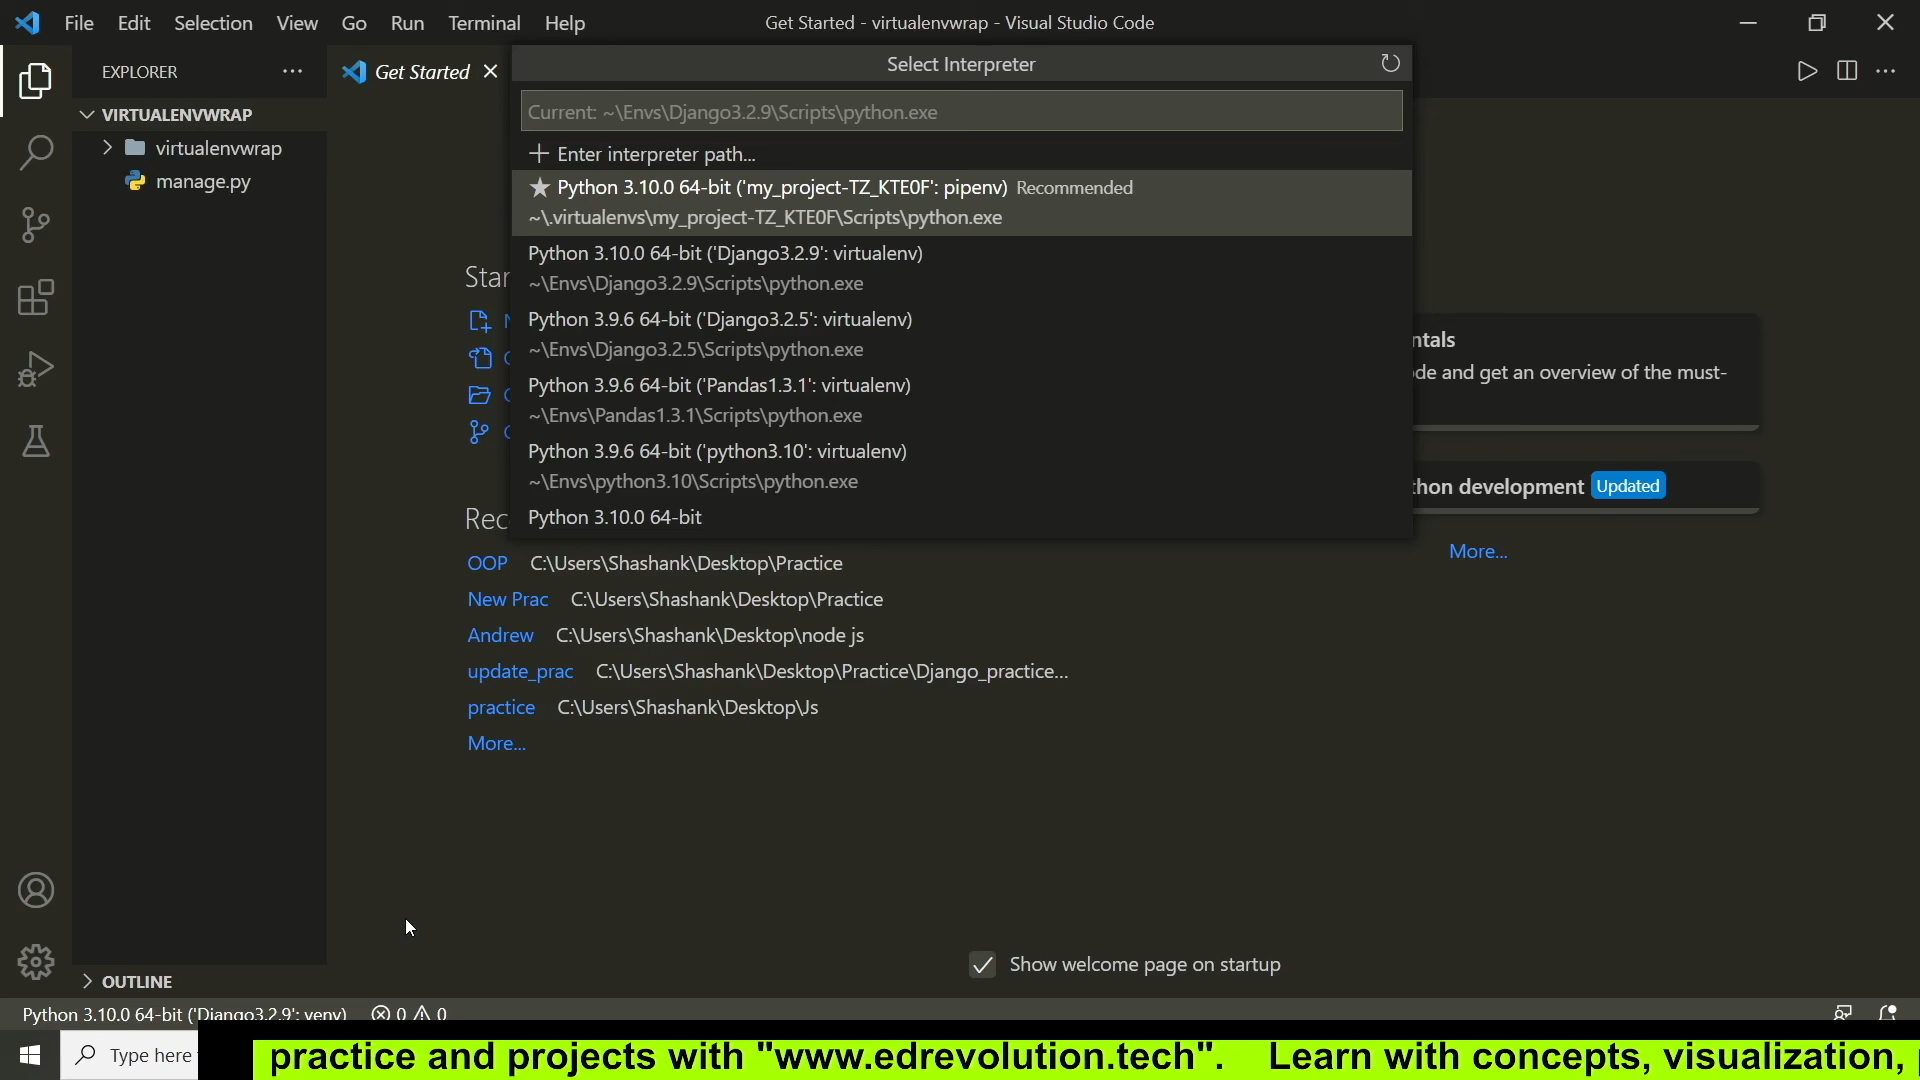 File Edit Selection View Go Run Terminal Help Get Started - virtualenvwrap - Visual Studio Code
EXPLORER
Get Started
Select Interpreter
Current: ~\Envs\Django3.2.9\Scripts\python.exe
VIRTUALENVWRAP
virtualenvwrap
manage.py
Enter interpreter path...
Python 3.10.0 64-bit ('my_project-TZ_KTE0F': pipenv) Recommended
~\.virtualenvs\my_project-TZ_KTE0F\Scripts\python.exe
Python 3.10.0 64-bit ('Django3.2.9': virtualenv)
~\Envs\Django3.2.9\Scripts\python.exe
Python 3.9.6 64-bit ('Django3.2.5': virtualenv)
~\Envs\Django3.2.5\Scripts\python.exe
Python 3.9.6 64-bit ('Pandas1.3.1': virtualenv)
~\Envs\Pandas1.3.1\Scripts\python.exe
Python 3.9.6 64-bit ('python3.10': virtualenv)
~\Envs\python3.10\Scripts\python.exe
Python 3.10.0 64-bit
Star
Rec
ntals
ode and get an overview of the must-
thon development Updated
More...
OOP C:\Users\Shashank\Desktop\Practice
New Prac C:\Users\Shashank\Desktop\Practice
Andrew C:\Users\Shashank\Desktop\node js
update_prac C:\Users\Shashank\Desktop\Practice\Django_practice...
practice C:\Users\Shashank\Desktop\Js
More...
Show welcome page on startup
OUTLINE
Python 3.10.0 64-bit ('Django3.2.9': venv) 0 0
Type here
practice and projects with "www.edrevolution.tech". Learn with concepts, visualization,